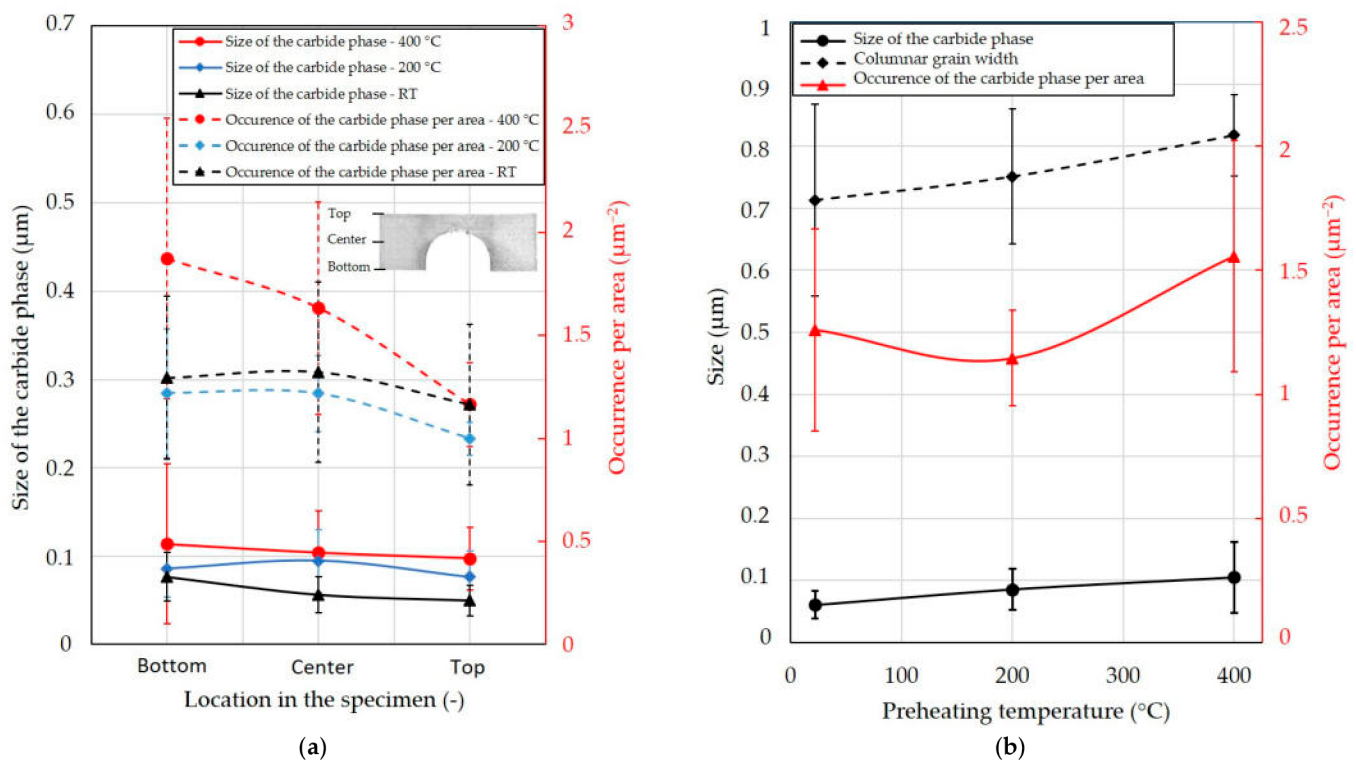 0.7
0.6
0.5
0.4
0.3
0.2
0.1
0
Size of the carbide phase (μm)
Size of the carbide phase - 400 °C
Size of the carbide phase - 200 °C
Size of the carbide phase - RT
Occurence of the carbide phase per area - 400 °C
Occurence of the carbide phase per area - 200 °C
Occurence of the carbide phase per area - RT
Top
Center
Bottom
3
2.5
2
1.5
1
0.5
0
Occurrence per area (μm⁻²)
Bottom Center Top
Location in the specimen (-)
(a)
1
0.9
0.8
0.7
0.6
0.5
0.4
0.3
0.2
0.1
0
Size (μm)
Size of the carbide phase
Columnar grain width
Occurence of the carbide phase per area
2.5
2
1.5
1
0.5
0
Occurrence per area (μm⁻²)
0 100 200 300 400
Preheating temperature (°C)
(b)